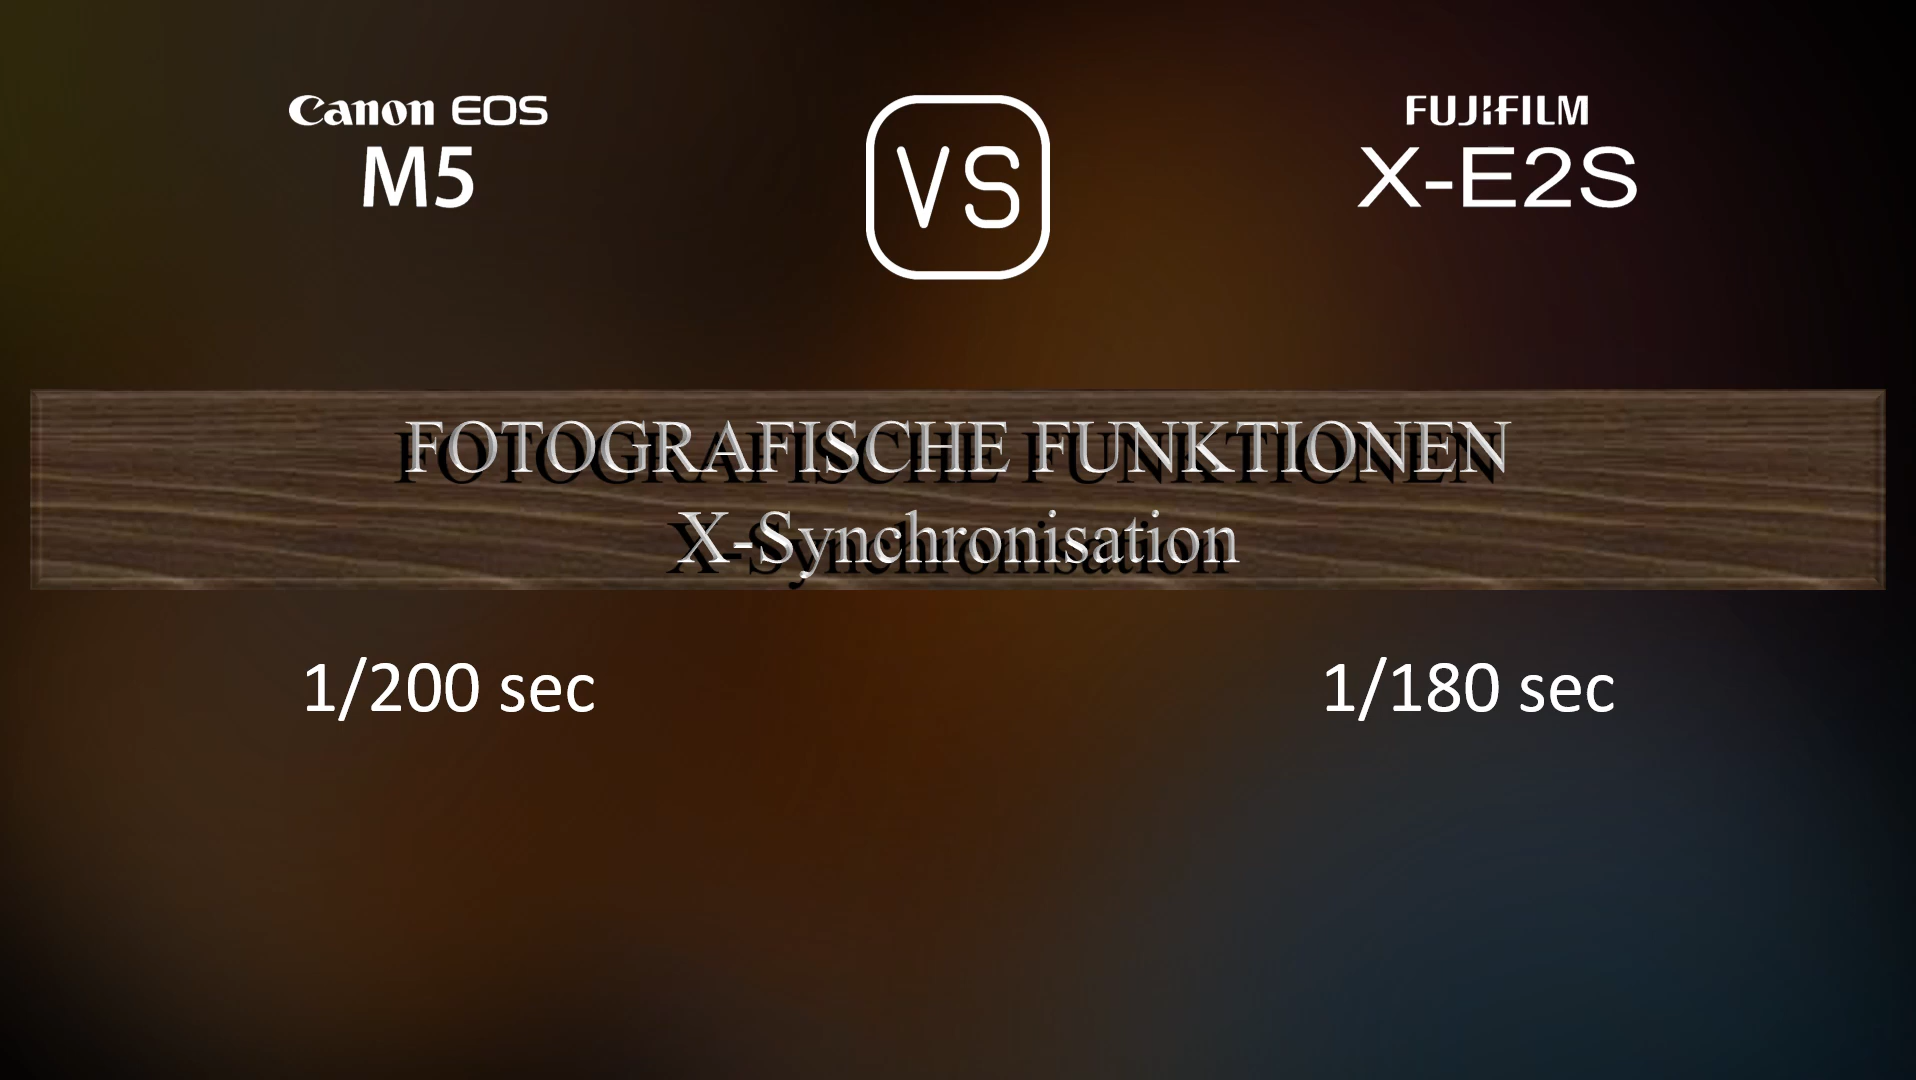 Canon EOS
M5
VS
FUJIFILM
X-E2S
FOTOGRAFISCHE FUNKTIONEN
X-Synchronisation
1/200 sec
1/180 sec